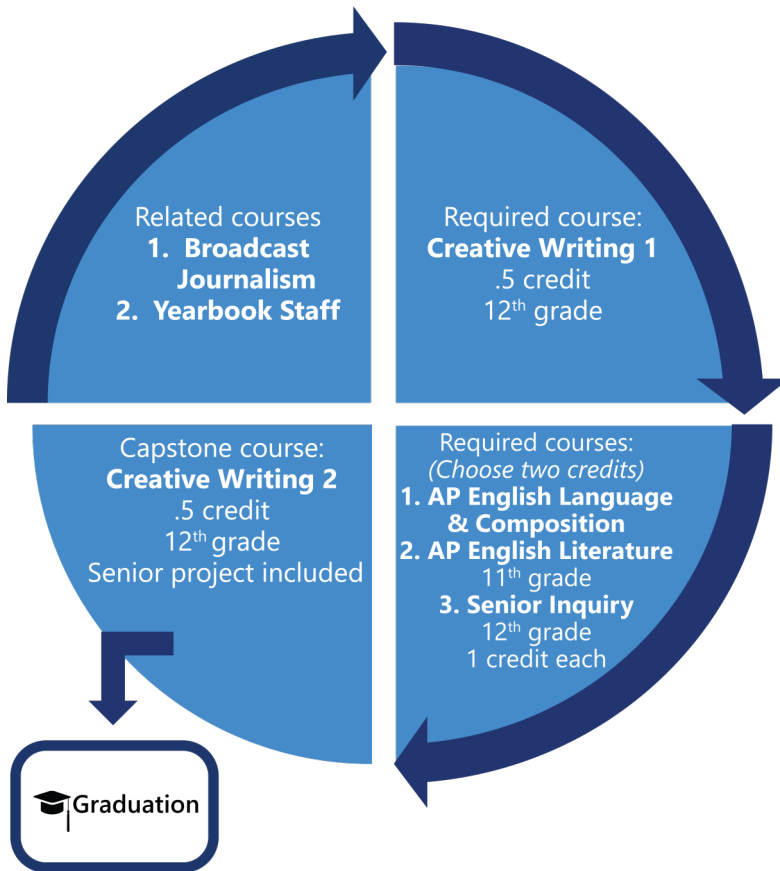 Related courses
1. Broadcast
Journalism
2. Yearbook Staff
Required course:
Creative Writing 1
.5 credit
12th grade
Required courses:
(Choose two credits)
1. AP English Language
& Composition
2. AP English Literature
11th grade
3. Senior Inquiry
12th grade
1 credit each
Capstone course:
Creative Writing 2
.5 credit
12th grade
Senior project included
Graduation